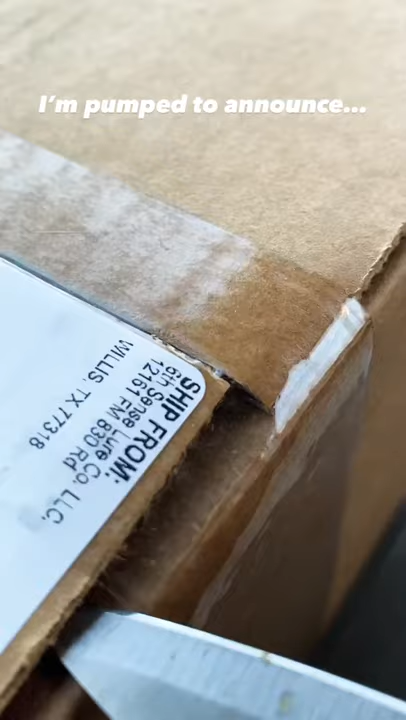 I'm pumped to announce...
SHIP FROM:
6th Sense Lure Co. LLC.
12161 FM 830 Rd
WILLIS, TX 77318